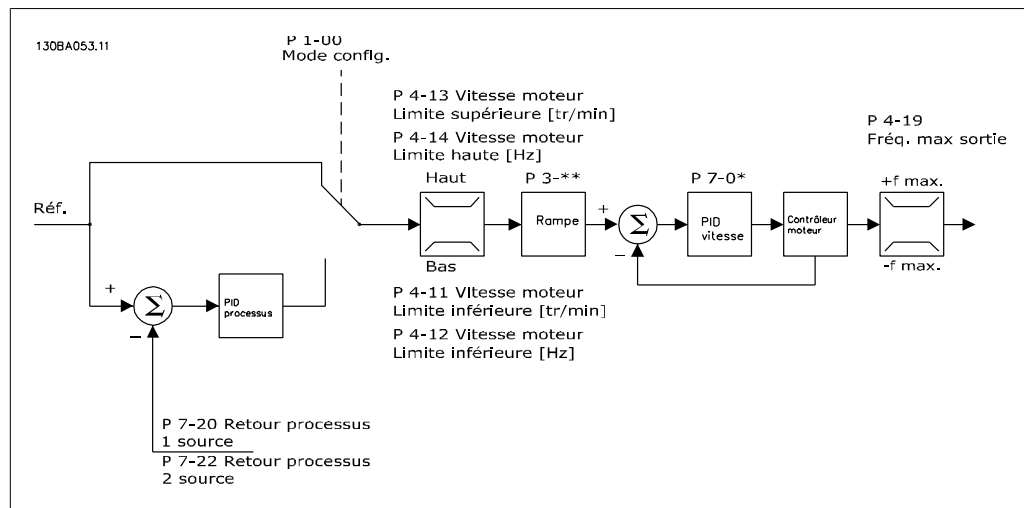 130BA053.11
P 1-00
Mode config.
P 4-13 Vitesse moteur
Limite supérieure [tr/min]
P 4-14 Vitesse moteur
Limite haute [Hz]
P 4-19
Fréq. max sortie
Réf.
Haut
P 3-**
P 7-0*
+f max.
Rampe
+
Σ
−
PID
vitesse
Contrôleur
moteur
Bas
-f max.
+
Σ
−
PID
processus
P 4-11 Vitesse moteur
Limite inférieure [tr/min]
P 4-12 Vitesse moteur
Limite inférieure [Hz]
P 7-20 Retour processus
1 source
P 7-22 Retour processus
2 source